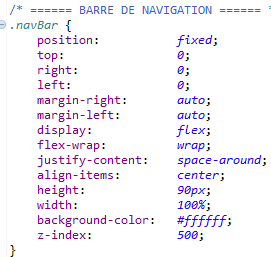 /* ====== BARRE DE NAVIGATION ======
.navBar {
position: fixed;
top: 0;
right: 0;
left: 0;
margin-right: auto;
margin-left: auto;
display: flex;
flex-wrap: wrap;
justify-content: space-around;
align-items: center;
height: 90px;
width: 100%;
background-color: #ffffff;
z-index: 500;
}